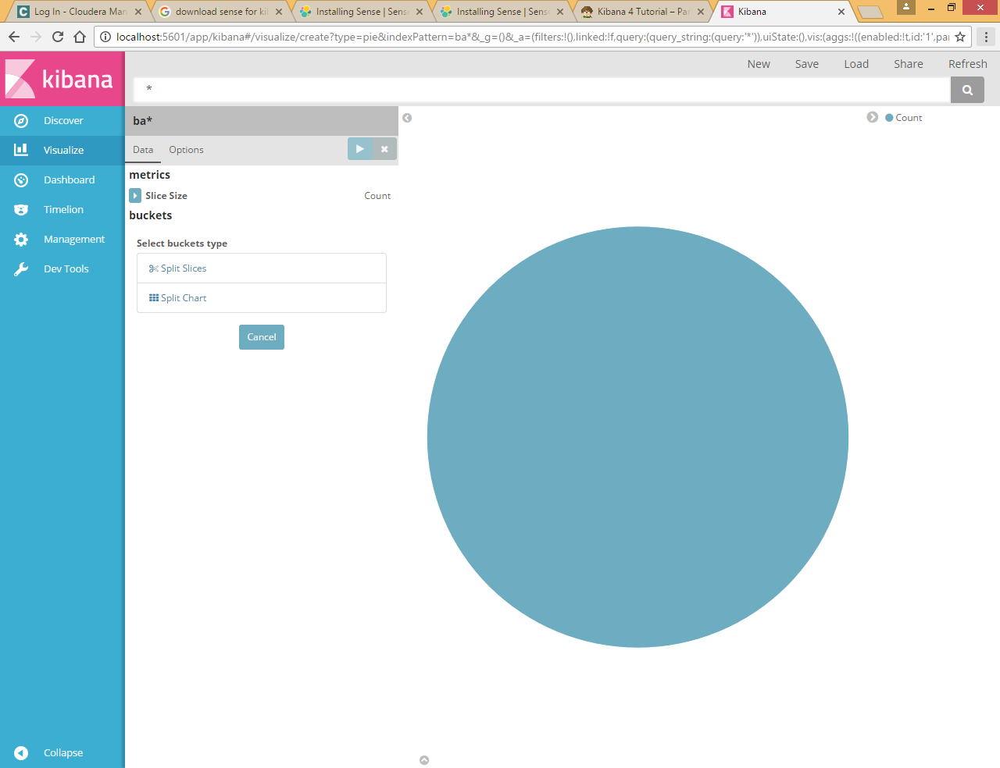 Log In - Cloudera Man
download sense for ki
Installing Sense | Sens
Installing Sense | Sens
Kibana 4 Tutorial – Pa
Kibana
localhost:5601/app/kibana#/visualize/create?type=pie&indexPattern=ba*&_g=()&_a=(filters:!(),linked:!f,query:(query_string:(query:'*')),uiState:(),vis:(aggs:!((enabled:!t,id:'1',pa
kibana
New Save Load Share Refresh
*
Discover
Visualize
Dashboard
Timelion
Management
Dev Tools
Collapse
ba*
Data Options
metrics
Slice Size Count
buckets
Select buckets type
Split Slices
Split Chart
Cancel
Count